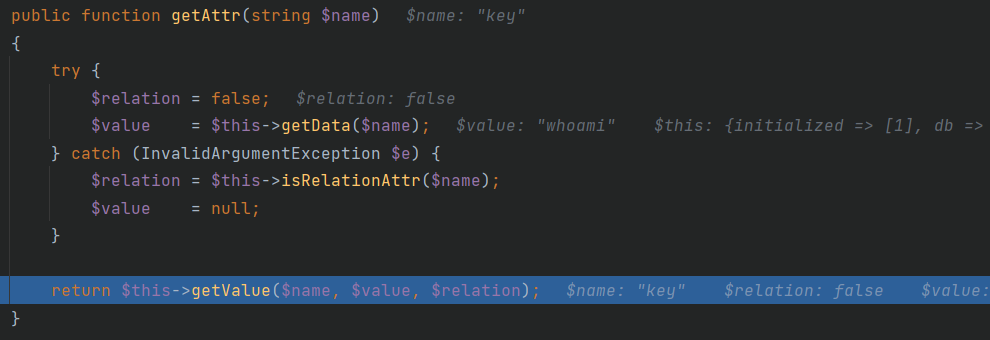 public function getAttr(string $name)   $name: "key"
{
    try {
        $relation = false;   $relation: false
        $value    = $this->getData($name);   $value: "whoami"    $this: {initialized => [1], db =>
    } catch (InvalidArgumentException $e) {
        $relation = $this->isRelationAttr($name);
        $value    = null;
    }
    return $this->getValue($name, $value, $relation);   $name: "key"    $relation: false    $value:
}